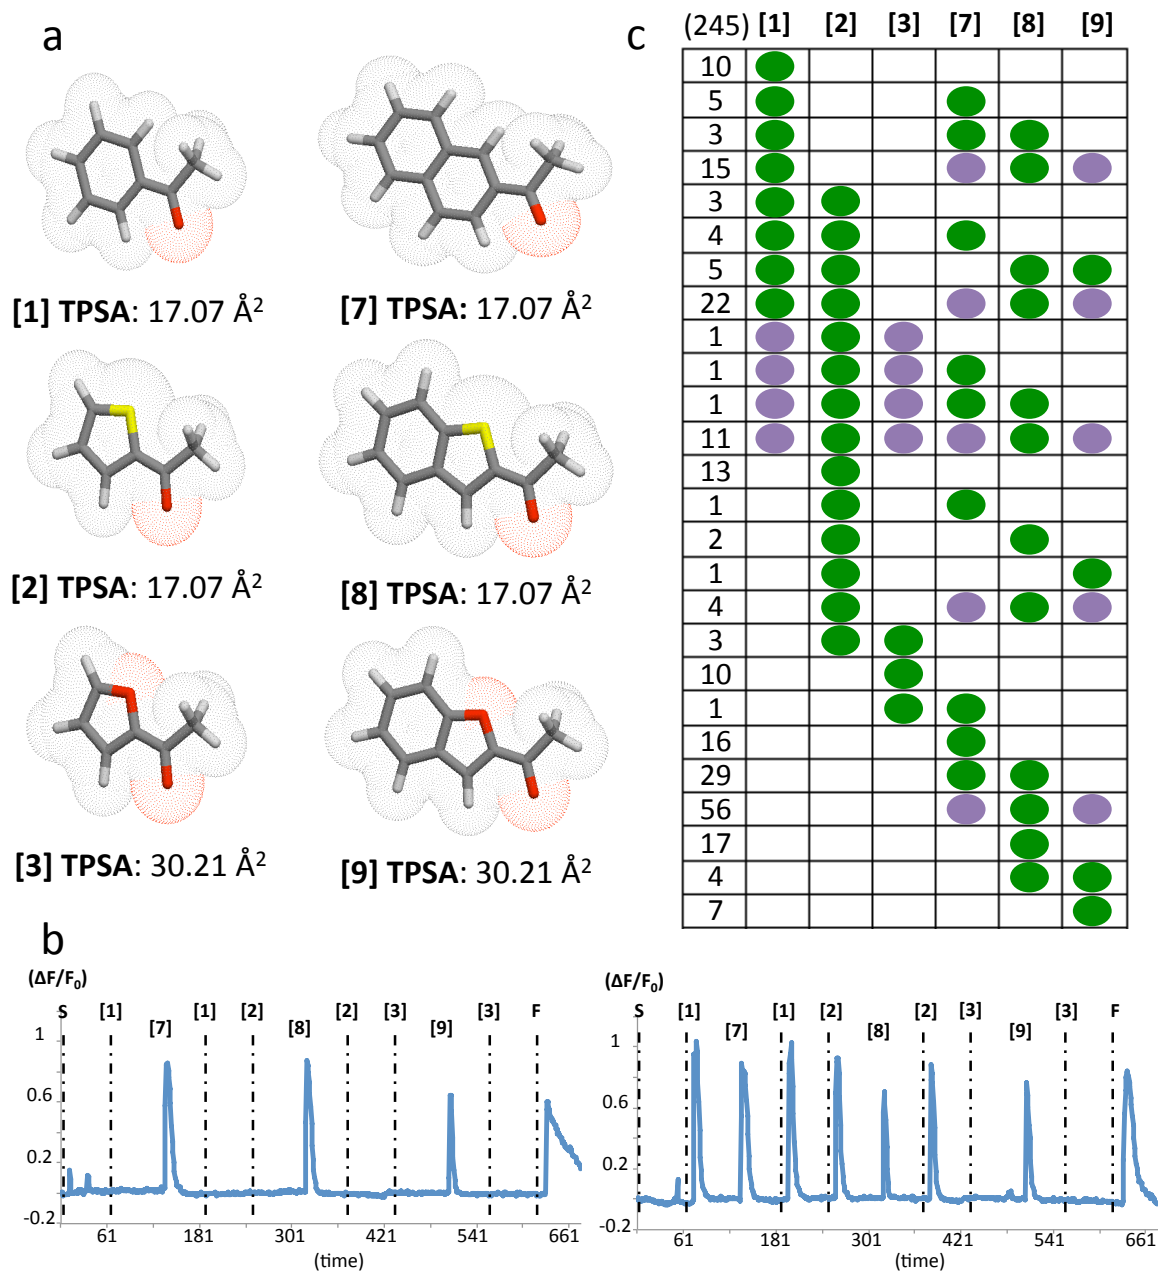 a
[1] TPSA: 17.07 Å²
[7] TPSA: 17.07 Å²
[2] TPSA: 17.07 Å²
[8] TPSA: 17.07 Å²
[3] TPSA: 30.21 Å²
[9] TPSA: 30.21 Å²
c
(245) [1] [2] [3] [7] [8] [9]
10
5
3
15
3
4
5
22
1
1
1
11
13
1
2
1
4
3
10
1
16
29
56
17
4
7
b
(ΔF/F₀)
S [1] [7] [1] [2] [8] [2] [3] [9] [3] F
1
0.6
0.2
-0.2
61 181 301 421 541 661
(time)
(ΔF/F₀)
S [1] [7] [1] [2] [8] [2] [3] [9] [3] F
1
0.6
0.2
-0.2
61 181 301 421 541 661
(time)